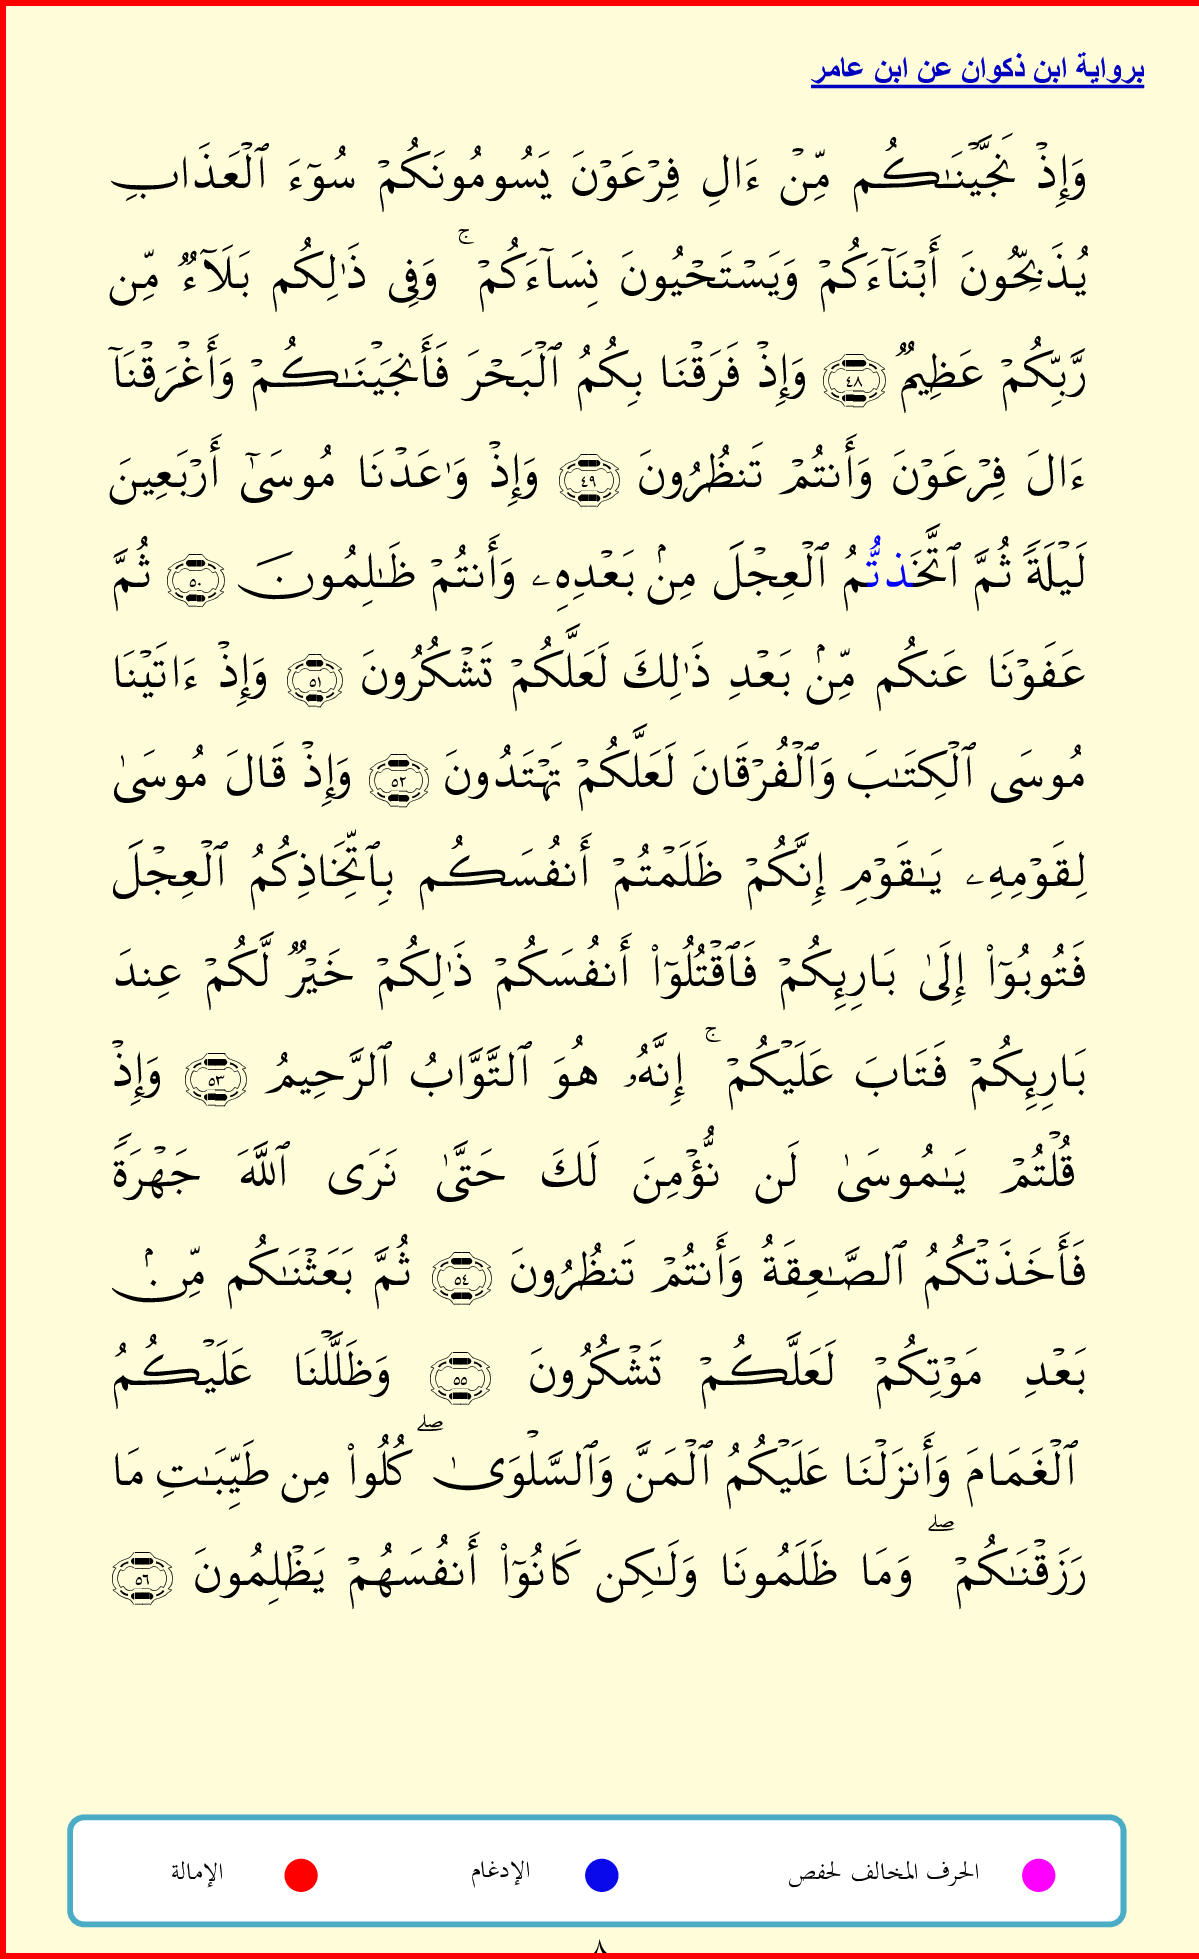 برواية ابن ذكوان عن ابن عامر
وَإِذۡ نَجَّيۡنَـٰكُم مِّنۡ ءَالِ فِرۡعَوۡنَ يَسُومُونَكُمۡ سُوٓءَ ٱلۡعَذَابِ
يُذَبِّحُونَ أَبۡنَآءَكُمۡ وَيَسۡتَحۡيُونَ نِسَآءَكُمۡۚ وَفِى ذَٰلِكُم بَلَآءٌ مِّن
رَّبِّكُمۡ عَظِيمٌ ٤٨ وَإِذۡ فَرَقۡنَا بِكُمُ ٱلۡبَحۡرَ فَأَنجَيۡنَـٰكُمۡ وَأَغۡرَقۡنَآ
ءَالَ فِرۡعَوۡنَ وَأَنتُمۡ تَنظُرُونَ ٤٩ وَإِذۡ وَٰعَدۡنَا مُوسَىٰٓ أَرۡبَعِينَ
لَيۡلَةً ثُمَّ ٱتَّخَذتُّمُ ٱلۡعِجۡلَ مِنۢ بَعۡدِهِۦ وَأَنتُمۡ ظَـٰلِمُونَ ٥٠ ثُمَّ
عَفَوۡنَا عَنكُم مِّنۢ بَعۡدِ ذَٰلِكَ لَعَلَّكُمۡ تَشۡكُرُونَ ٥١ وَإِذۡ ءَاتَيۡنَا
مُوسَى ٱلۡكِتَـٰبَ وَٱلۡفُرۡقَانَ لَعَلَّكُمۡ تَهۡتَدُونَ ٥٢ وَإِذۡ قَالَ مُوسَىٰ
لِقَوۡمِهِۦ يَـٰقَوۡمِ إِنَّكُمۡ ظَلَمۡتُمۡ أَنفُسَكُم بِٱتِّخَاذِكُمُ ٱلۡعِجۡلَ
فَتُوبُوٓاْ إِلَىٰ بَارِئِكُمۡ فَٱقۡتُلُوٓاْ أَنفُسَكُمۡ ذَٰلِكُمۡ خَيۡرٌ لَّكُمۡ عِندَ
بَارِئِكُمۡ فَتَابَ عَلَيۡكُمۡۚ إِنَّهُۥ هُوَ ٱلتَّوَّابُ ٱلرَّحِيمُ ٥٣ وَإِذۡ
قُلۡتُمۡ يَـٰمُوسَىٰ لَن نُّؤۡمِنَ لَكَ حَتَّىٰ نَرَى ٱللَّهَ جَهۡرَةً
فَأَخَذَتۡكُمُ ٱلصَّـٰعِقَةُ وَأَنتُمۡ تَنظُرُونَ ٥٤ ثُمَّ بَعَثۡنَـٰكُم مِّنۢ
بَعۡدِ مَوۡتِكُمۡ لَعَلَّكُمۡ تَشۡكُرُونَ ٥٥ وَظَلَّلۡنَا عَلَيۡكُمُ
ٱلۡغَمَامَ وَأَنزَلۡنَا عَلَيۡكُمُ ٱلۡمَنَّ وَٱلسَّلۡوَىٰۖ كُلُواْ مِن طَيِّبَـٰتِ مَا
رَزَقۡنَـٰكُمۡۖ وَمَا ظَلَمُونَا وَلَـٰكِن كَانُوٓاْ أَنفُسَهُمۡ يَظۡلِمُونَ ٥٦
الحرف المخالف لحفص الإدغام الإمالة
٨